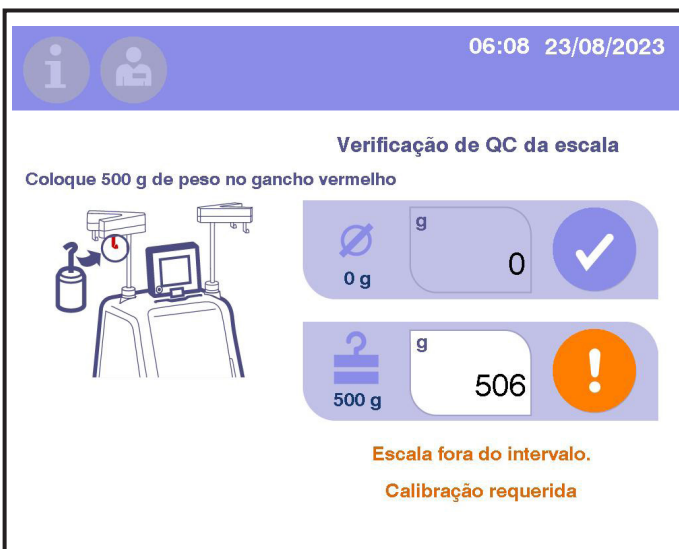 06:08 23/08/2023
Verificação de QC da escala
Coloque 500 g de peso no gancho vermelho
g
0
0 g
g
506
500 g
Escala fora do intervalo.
Calibração requerida